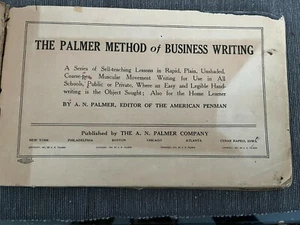 THE PALMER METHOD of BUSINESS WRITING
A Series of Self-teaching Lessons in Rapid, Plain, Unshaded,
Coarse-Pen, Muscular Movement Writing for Use in All
Schools, Public or Private, Where an Easy and Legible Hand-
writing is the Object Sought; Also for the Home Learner
BY A. N. PALMER, EDITOR OF THE AMERICAN PENMAN
Published by THE A. N. PALMER COMPANY
NEW YORK PHILADELPHIA BOSTON CHICAGO ATLANTA CEDAR RAPIDS, IOWA